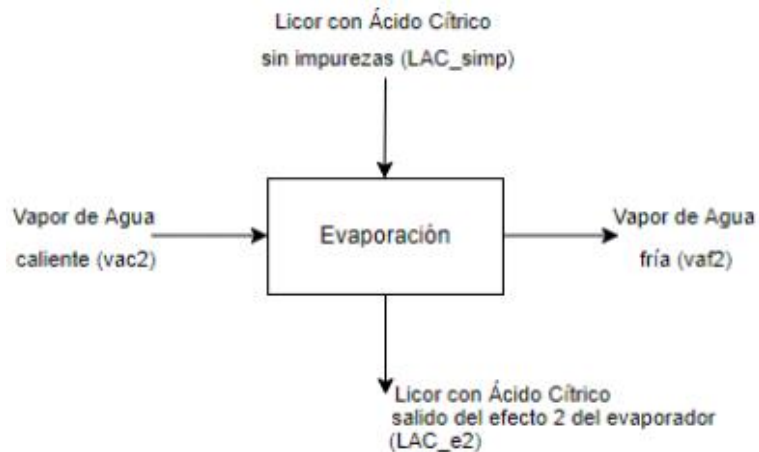 Licor con Ácido Cítrico
sin impurezas (LAC_simp)
Vapor de Agua
caliente (vac2)
Evaporación
Vapor de Agua
fría (vaf2)
Licor con Ácido Cítrico
salido del efecto 2 del evaporador
(LAC_e2)